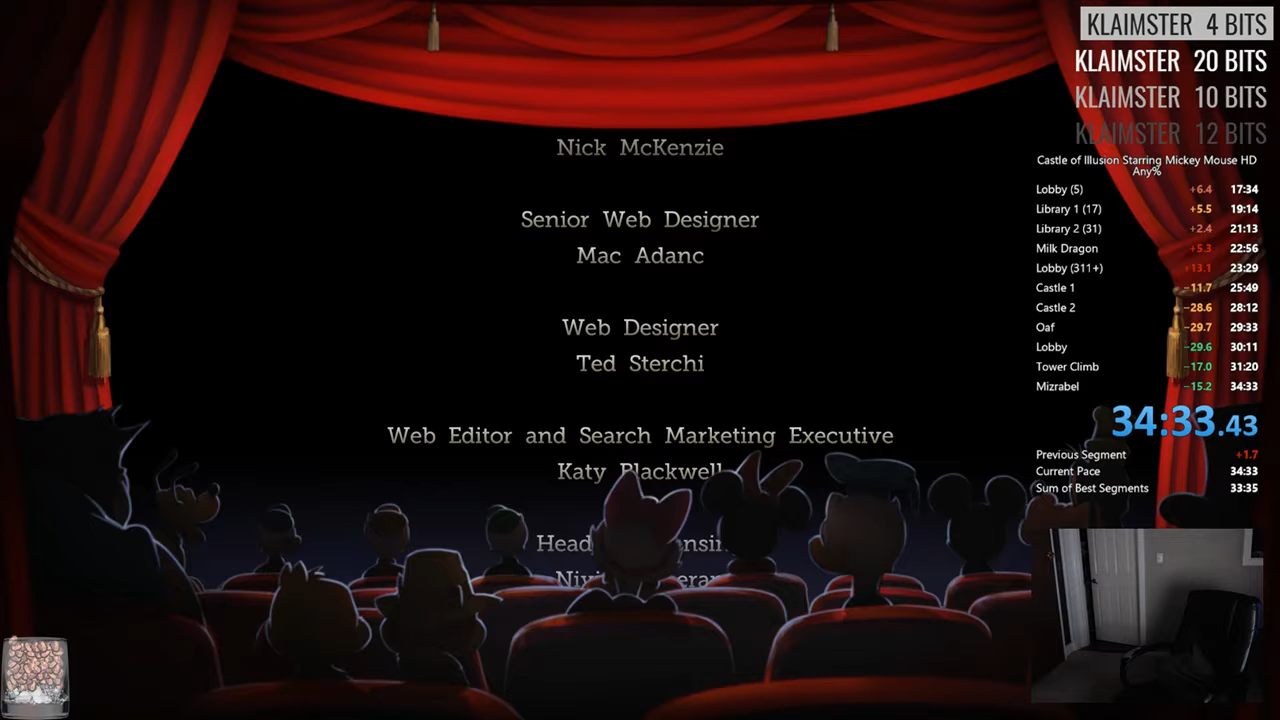 KLAIMSTER 4 BITS
KLAIMSTER 20 BITS
KLAIMSTER 10 BITS
KLAIMSTER 12 BITS
Castle of Illusion Starring Mickey Mouse HD
Any%
Lobby (5) +6.4 17:34
Library 1 (17) +5.5 19:14
Library 2 (31) +2.4 21:13
Milk Dragon +5.3 22:56
Lobby (311+) +13.1 23:29
Castle 1 −11.7 25:49
Castle 2 −28.6 28:12
Oaf −29.7 29:33
Lobby −29.6 30:11
Tower Climb −17.0 31:20
Mizrabel −15.2 34:33
34:33.43
Previous Segment +1.7
Current Pace 34:33
Sum of Best Segments 33:35
Nick McKenzie
Senior Web Designer
Mac Adanc
Web Designer
Ted Sterchi
Web Editor and Search Marketing Executive
Katy Blackwell
Head